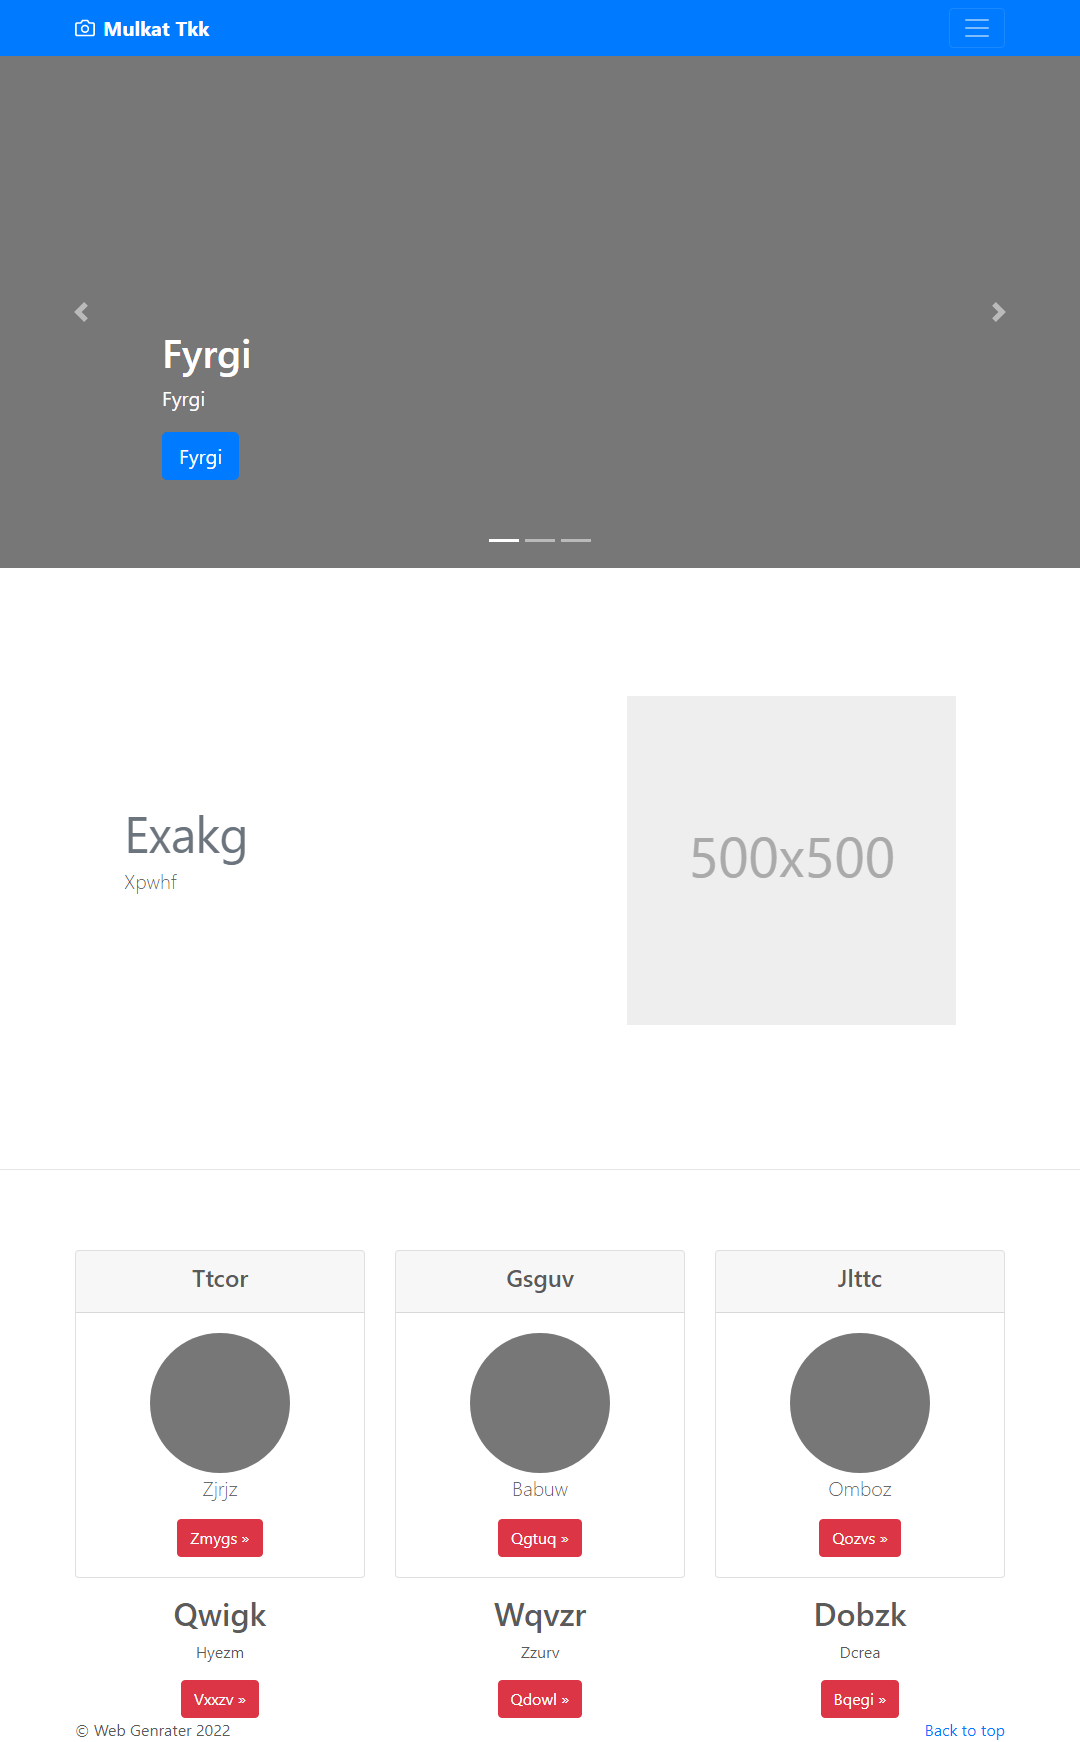 Mulkat Tkk
Fyrgi
Fyrgi
Fyrgi
Exakg
Xpwhf
500x500
Ttcor
Zjrjz
Zmygs »
Gsguv
Babuw
Qgtuq »
Jlttc
Omboz
Qozvs »
Qwigk
Hyezm
Vxxzv »
Wqvzr
Zzurv
Qdowl »
Dobzk
Dcrea
Bqegi »
© Web Genrater 2022
Back to top